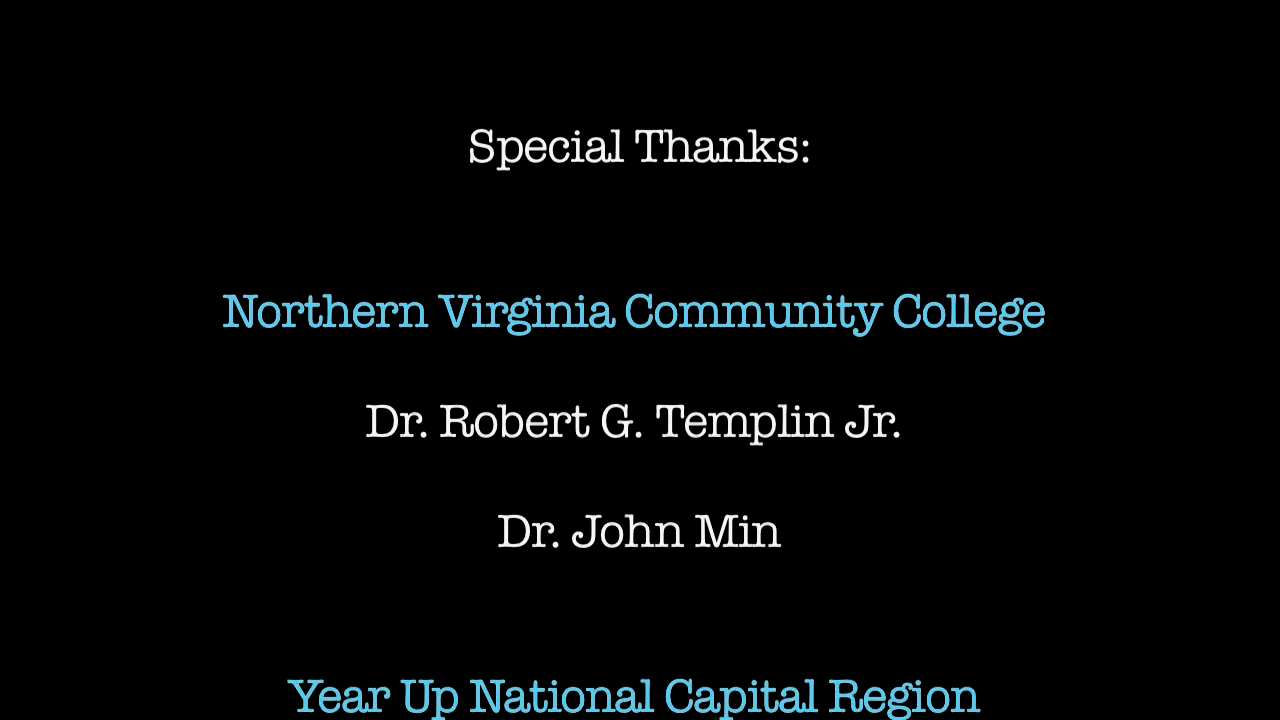 Special Thanks:
Northern Virginia Community College
Dr. Robert G. Templin Jr.
Dr. John Min
Year Up National Capital Region